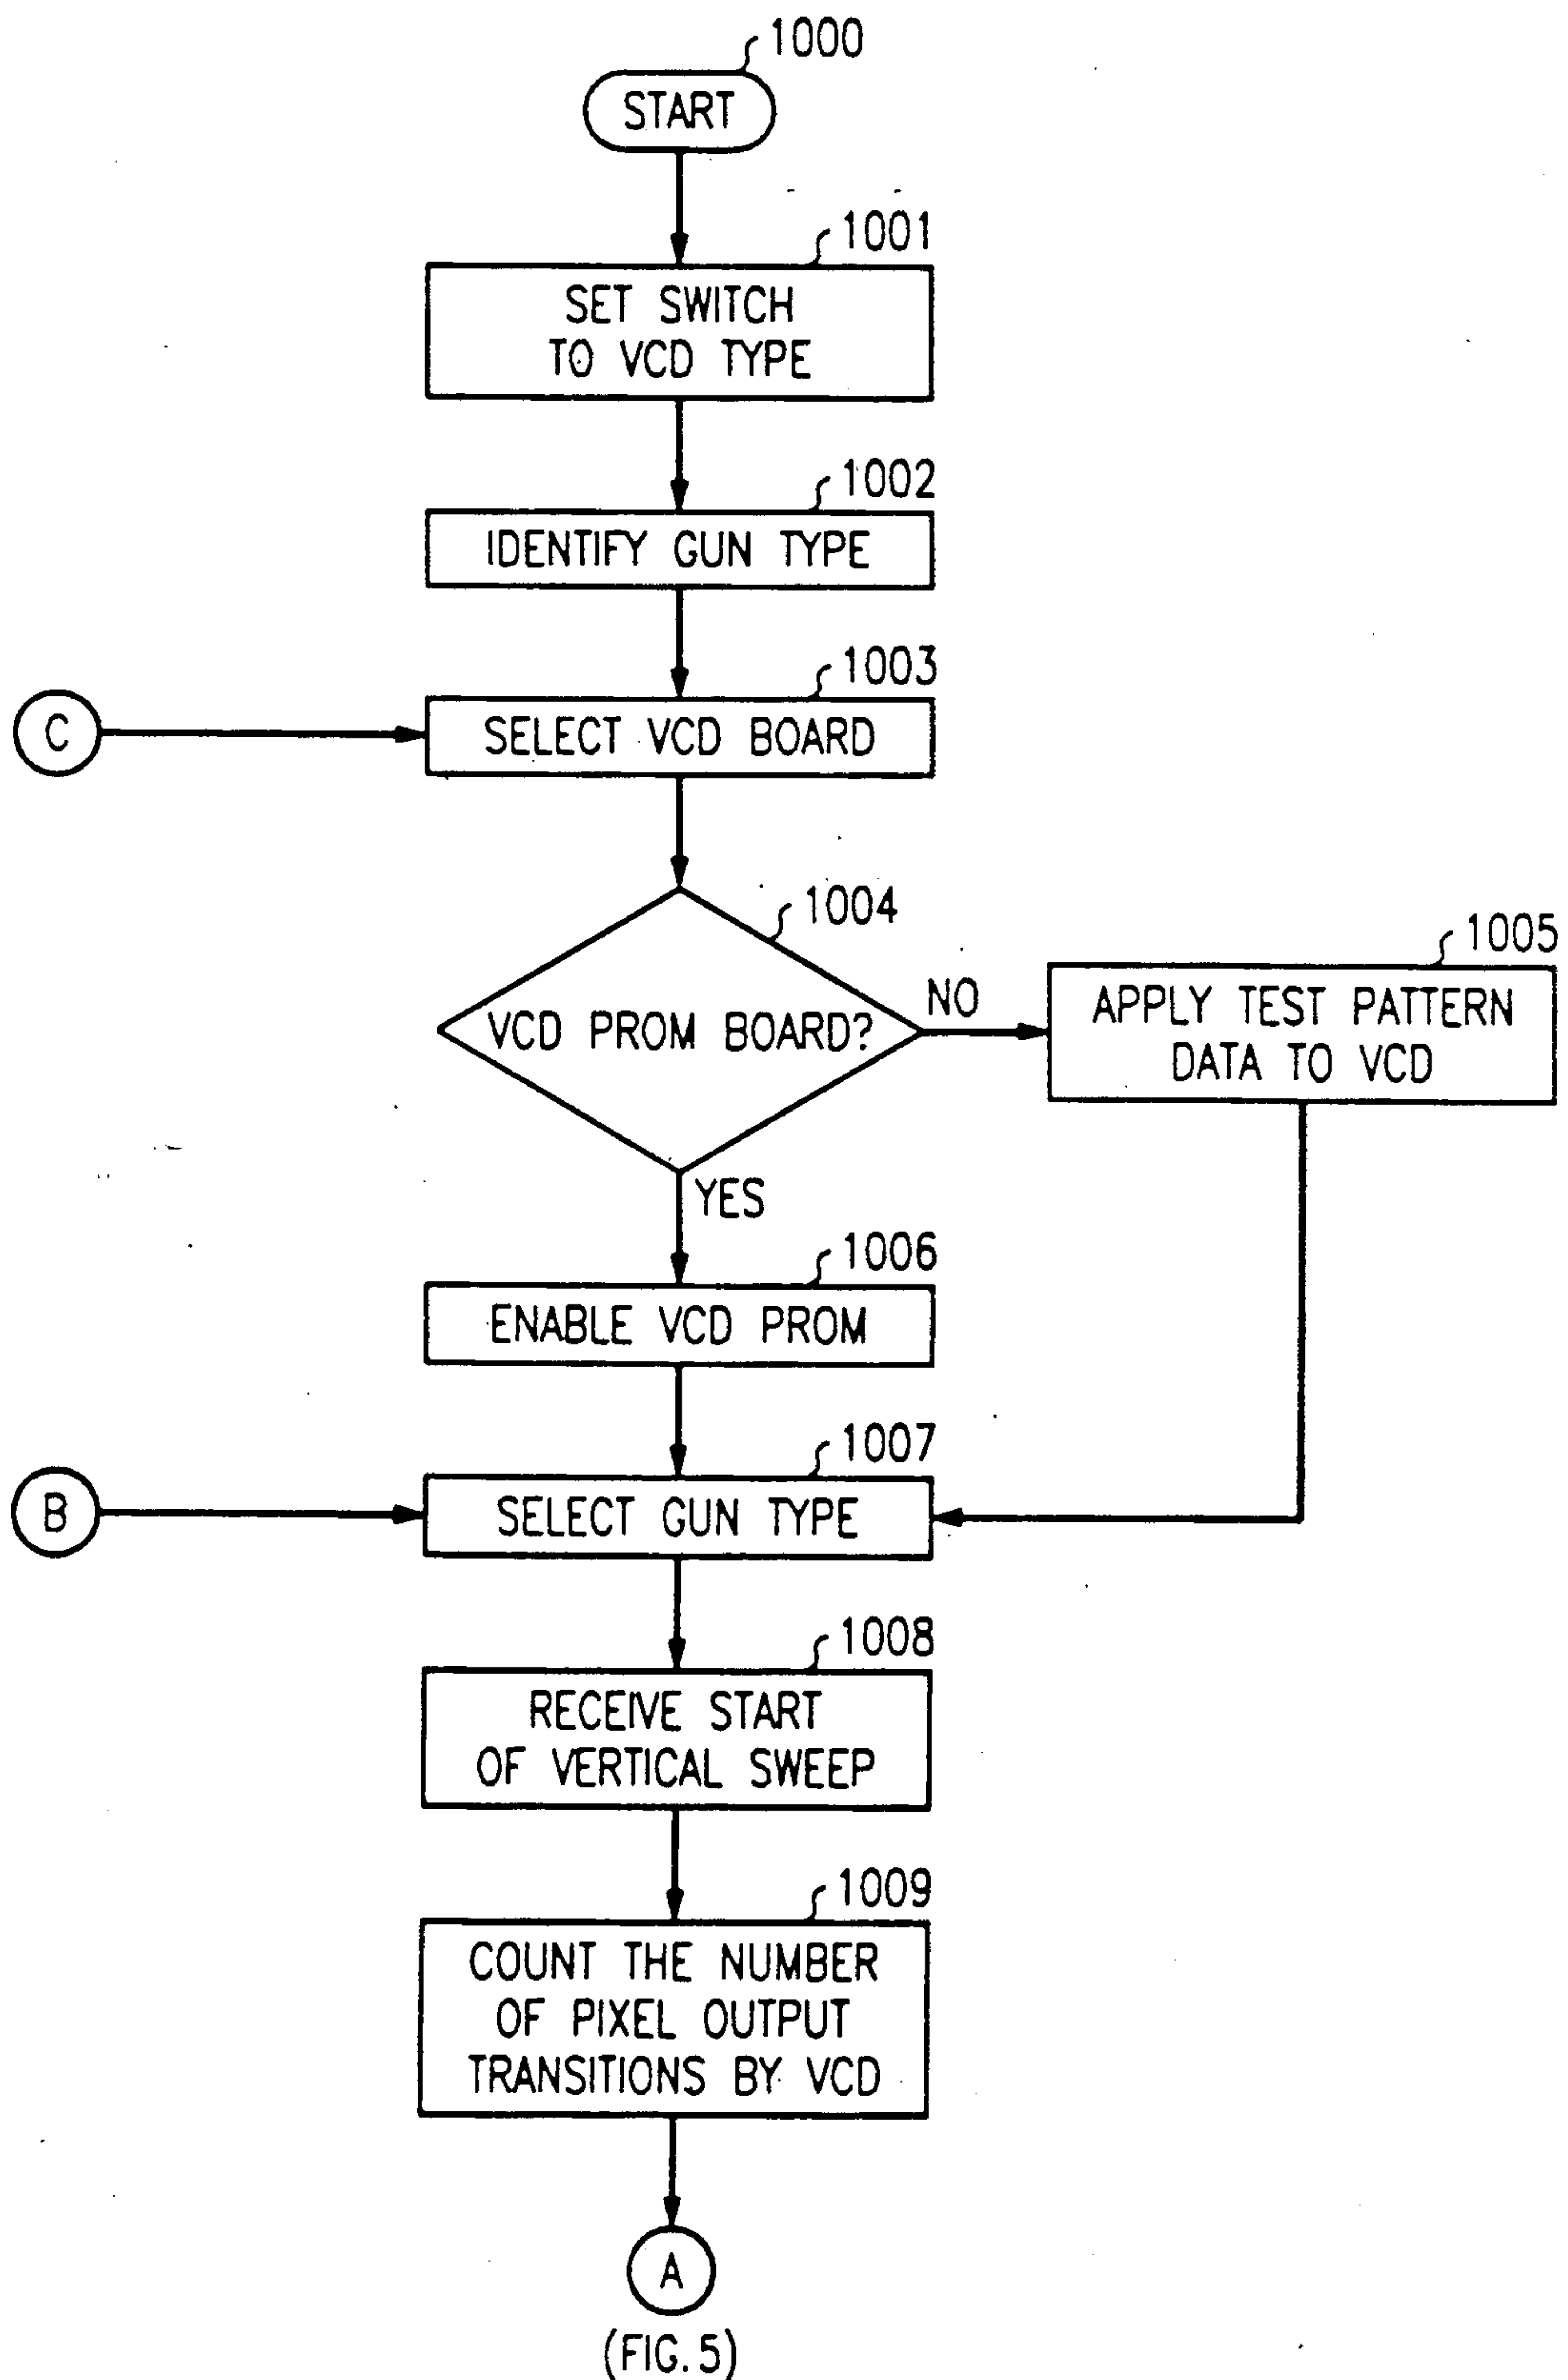 1000
START
1001
SET SWITCH
TO VCD TYPE
1002
IDENTIFY GUN TYPE
1003
C
SELECT VCD BOARD
1004
VCD PROM BOARD?
NO
1005
APPLY TEST PATTERN
DATA TO VCD
YES
1006
ENABLE VCD PROM
1007
B
SELECT GUN TYPE
1008
RECEIVE START
OF VERTICAL SWEEP
1009
COUNT THE NUMBER
OF PIXEL OUTPUT
TRANSITIONS BY VCD
A
(FIG. 5)